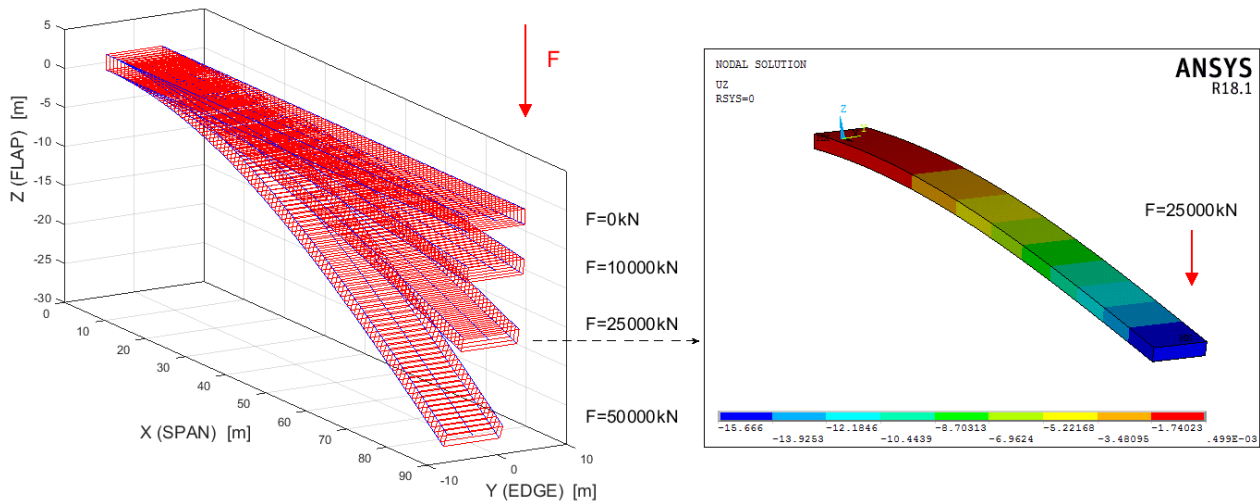 5
0
-5
-10
-15
-20
-25
-30
Z (FLAP) [m]
0
10
20
30
40
50
60
70
80
90
X (SPAN) [m]
-10
0
10
Y (EDGE) [m]
F
F=0kN
F=10000kN
F=25000kN
F=50000kN
NODAL SOLUTION
UZ
RSYS=0
ANSYS
R18.1
Z
F=25000kN
-15.666 -12.1846 -8.70313 -5.22168 -1.74023
-13.9253 -10.4439 -6.9624 -3.48095 .499E-03